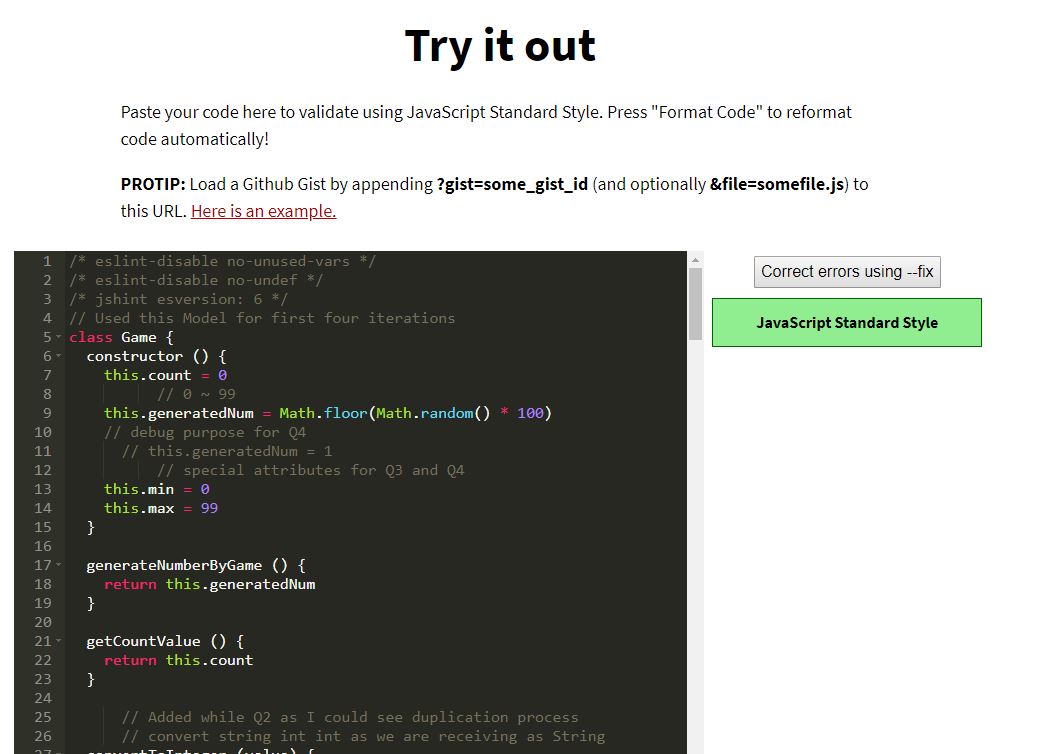 Try it out
Paste your code here to validate using JavaScript Standard Style. Press "Format Code" to reformat
code automatically!
PROTIP: Load a Github Gist by appending ?gist=some_gist_id (and optionally &file=somefile.js) to
this URL. Here is an example.
1 /* eslint-disable no-unused-vars */
2 /* eslint-disable no-undef */
3 /* jshint esversion: 6 */
4 // Used this Model for first four iterations
5 class Game {
6 constructor () {
7 this.count = 0
8 // 0 ~ 99
9 this.generatedNum = Math.floor(Math.random() * 100)
10 // debug purpose for Q4
11 // this.generatedNum = 1
12 // special attributes for Q3 and Q4
13 this.min = 0
14 this.max = 99
15 }
16
17 generateNumberByGame () {
18 return this.generatedNum
19 }
20
21 getCountValue () {
22 return this.count
23 }
24
25 // Added while Q2 as I could see duplication process
26 // convert string int int as we are receiving as String
27 convertToInteger (value) {
Correct errors using --fix
JavaScript Standard Style